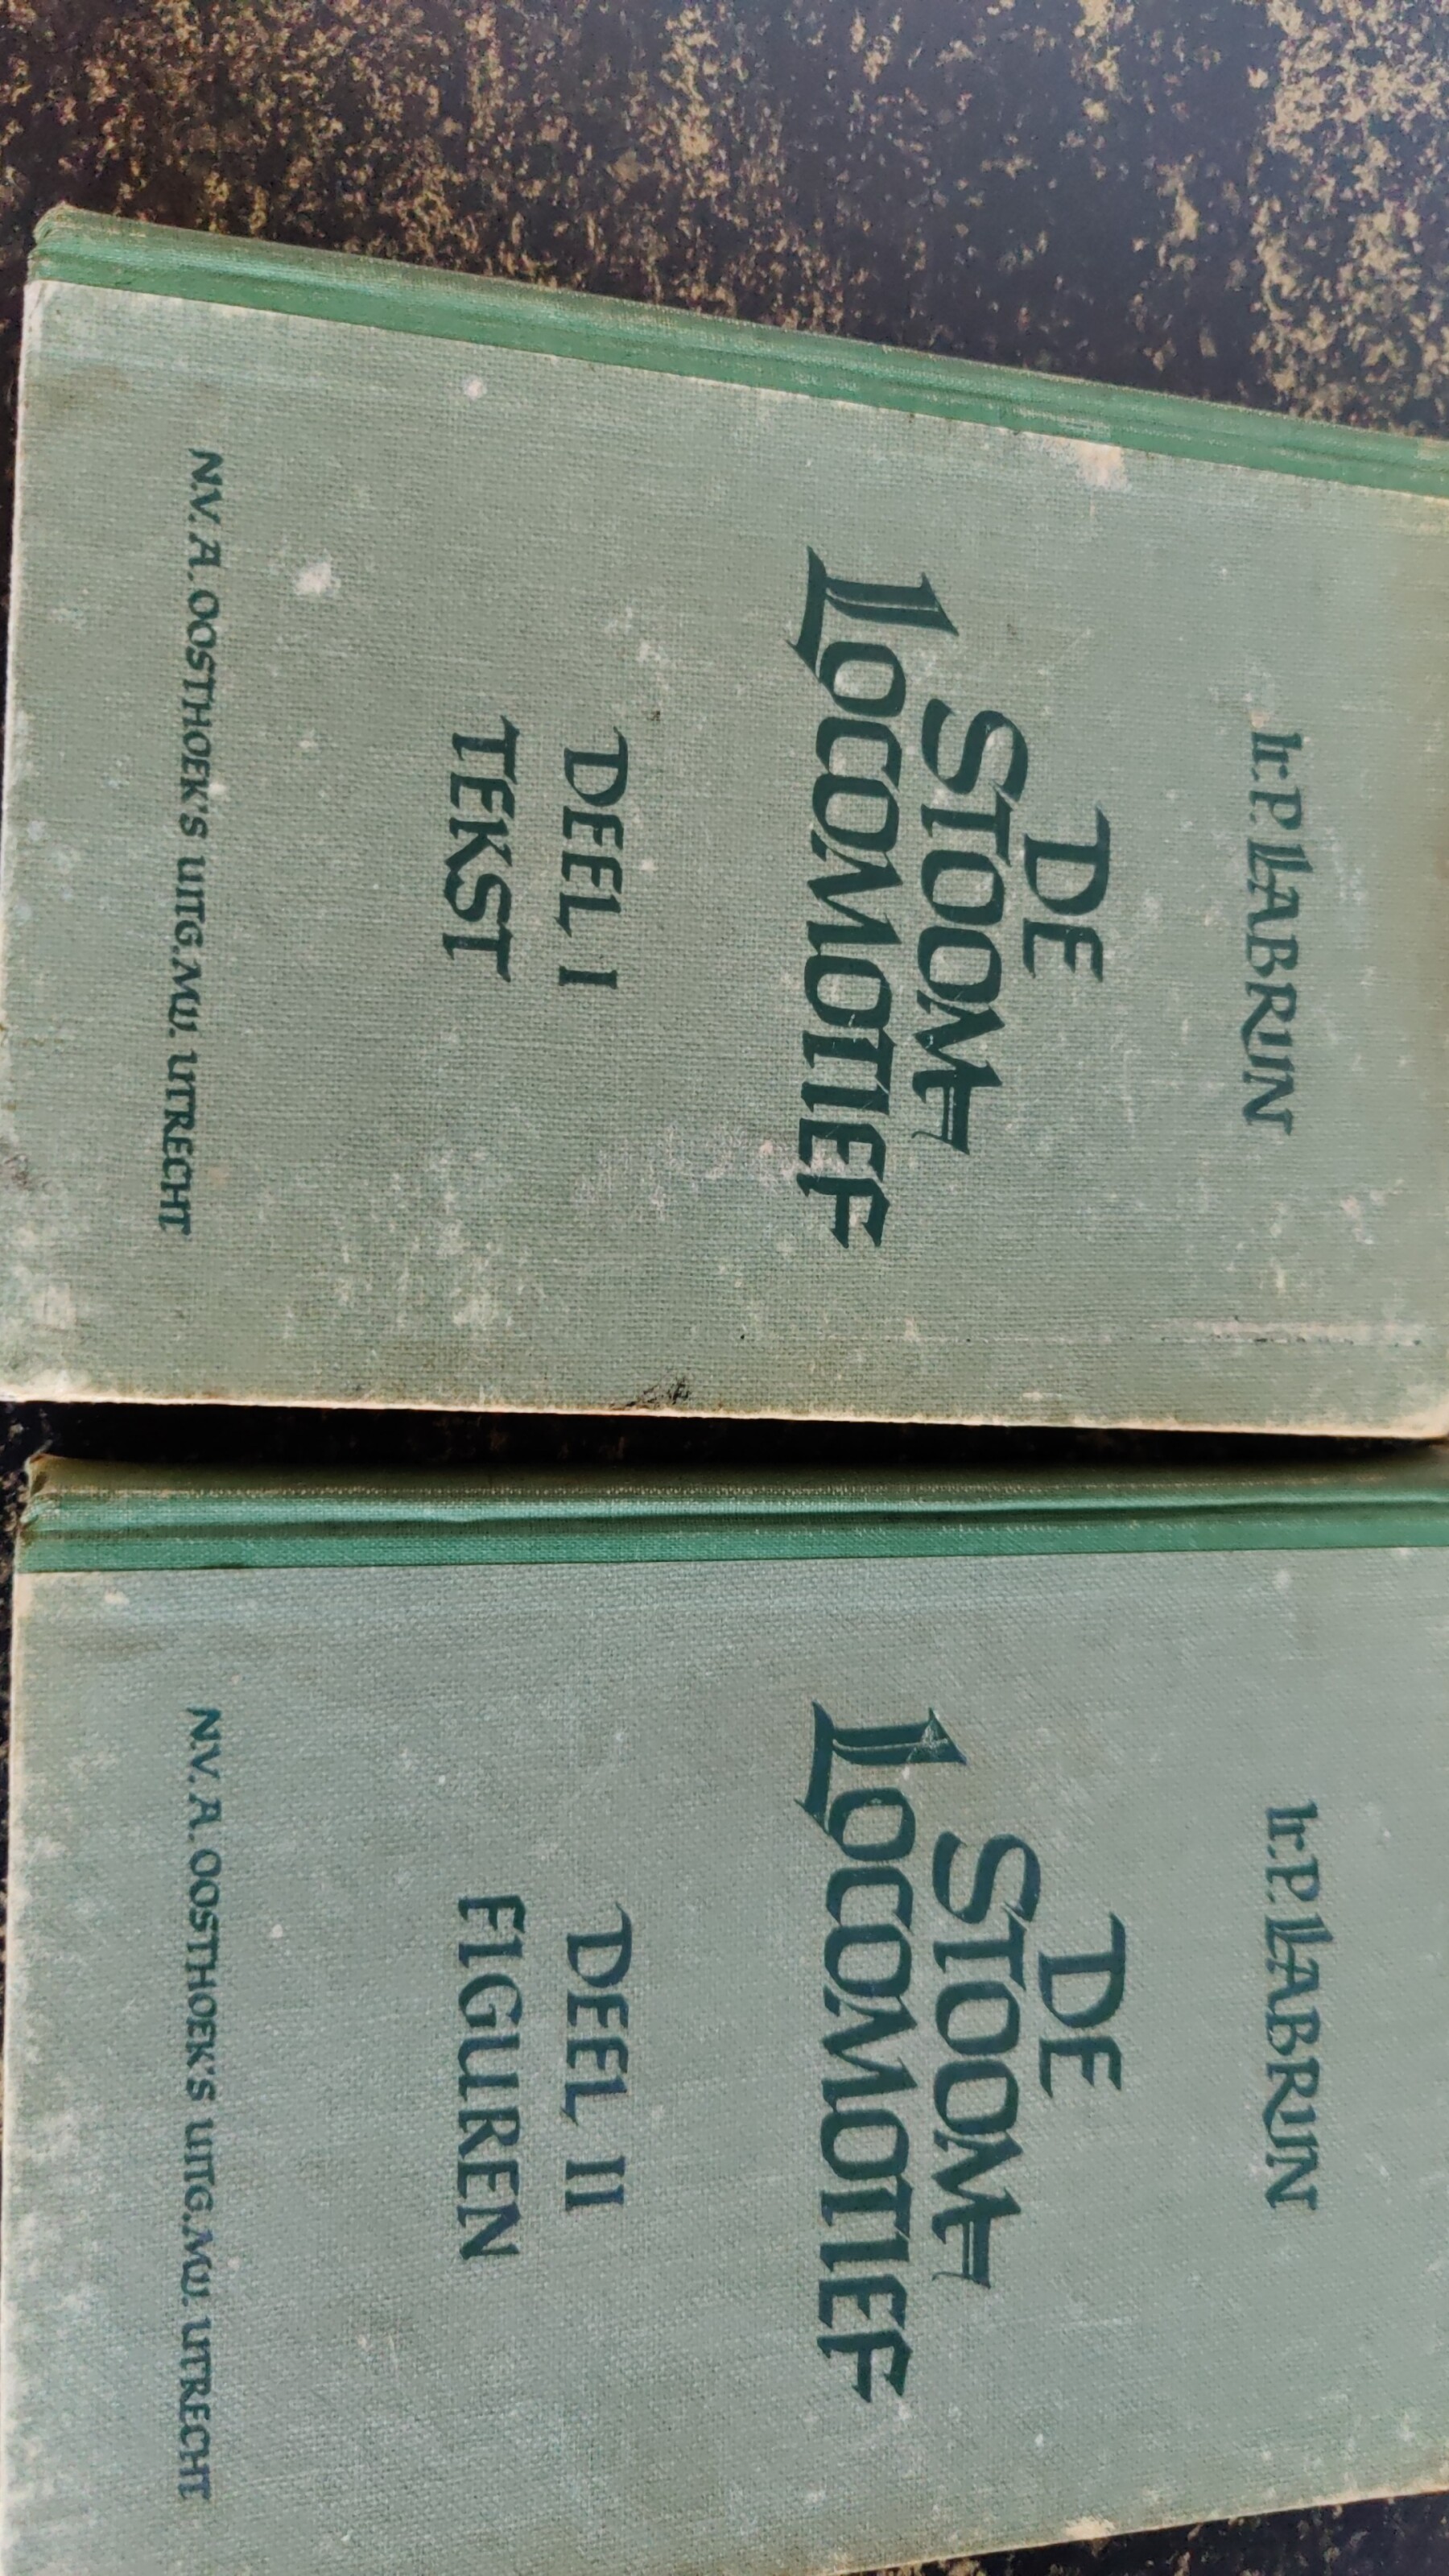 Ir. P. LABRIJN
DE
STOOM-
LOCOMOTIEF
DEEL I
TEKST
N.V. A. OOSTHOEK'S UITG. MIJ. UTRECHT
Ir. P. LABRIJN
DE
STOOM-
LOCOMOTIEF
DEEL II
FIGUREN
N.V. A. OOSTHOEK'S UITG. MIJ. UTRECHT